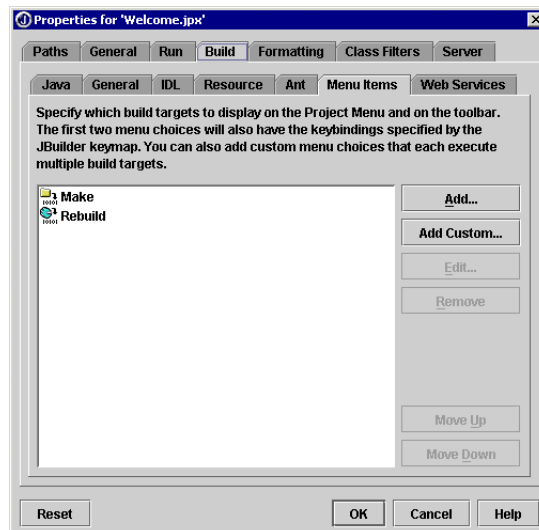 Properties for 'Welcome.jpx'
Paths General Run Build Formatting Class Filters Server
Java General IDL Resource Ant Menu Items Web Services
Specify which build targets to display on the Project Menu and on the toolbar.
The first two menu choices will also have the keybindings specified by the
JBuilder keymap. You can also add custom menu choices that each execute
multiple build targets.
Make
Rebuild
Add...
Add Custom...
Edit...
Remove
Move Up
Move Down
Reset OK Cancel Help